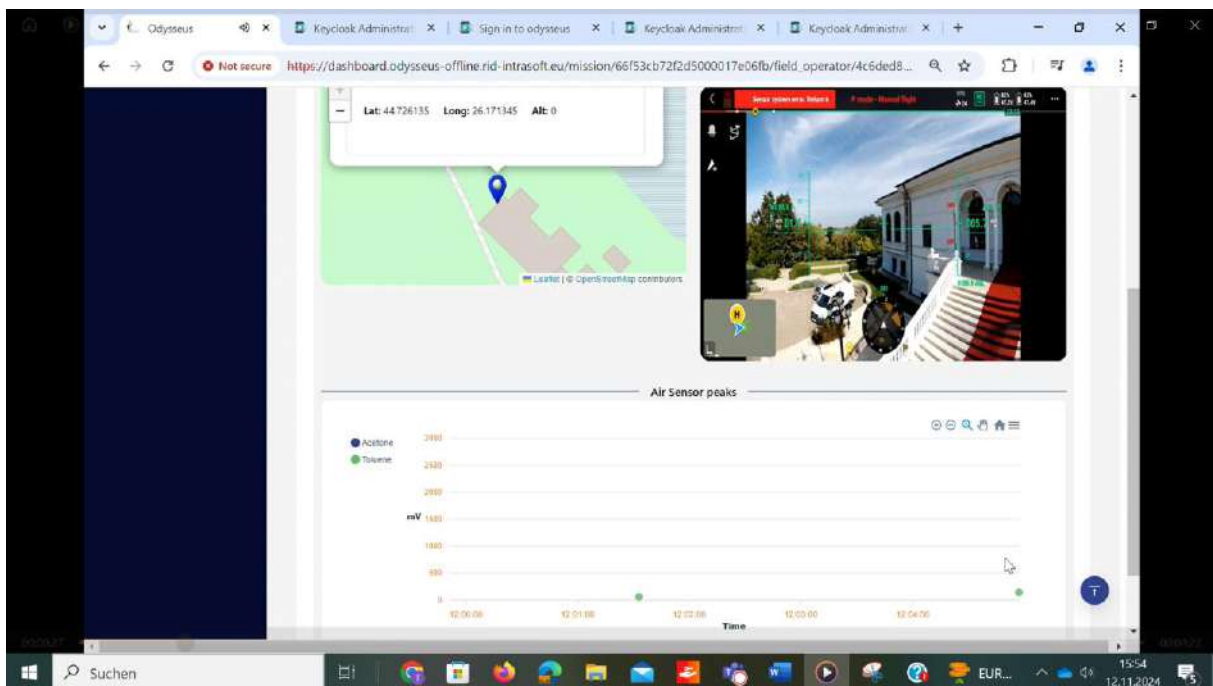 Odysseus
Keycloak Administrat
Sign in to odysseus
Keycloak Administrat
Keycloak Administrat
Not secure
https://dashboard.odysseus-offline.rid-intrasoft.eu/mission/66f53cb72f2d5000017e06fb/field_operator/4c6ded8...
Lat: 44.726135 Long: 26.171345 Alt: 0
Leaflet | © OpenStreetMap contributors
H
Air Sensor peaks
Acetone
Toluene
3000
2500
2000
mV
1000
0
12:00:00
12:01:00
12:02:00
12:03:00
12:04:00
Time
Suchen
EUR...
15:54
12.11.2024